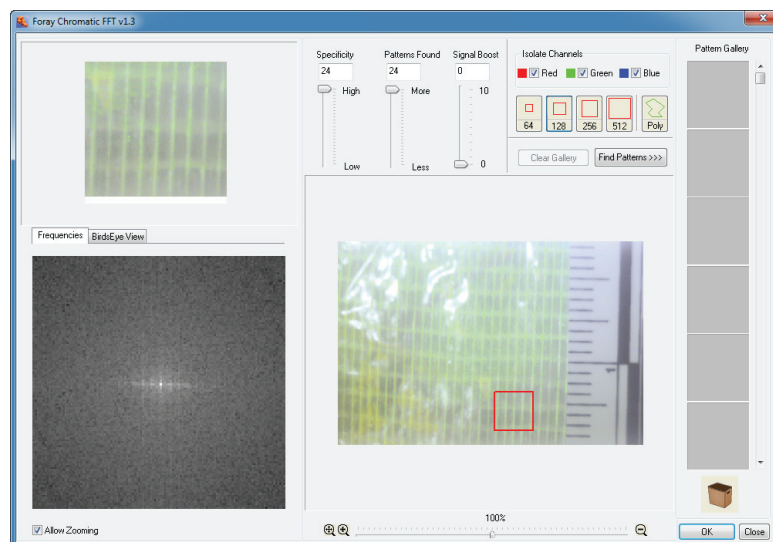 Foray Chromatic FFT v1.3
Specificity
Patterns Found
Signal Boost
24
24
0
High
More
10
Low
Less
0
Isolate Channels
Red
Green
Blue
64
128
256
512
Poly
Clear Gallery
Find Patterns >>>
Pattern Gallery
Frequencies
BirdsEye View
1
Allow Zooming
100%
OK
Close